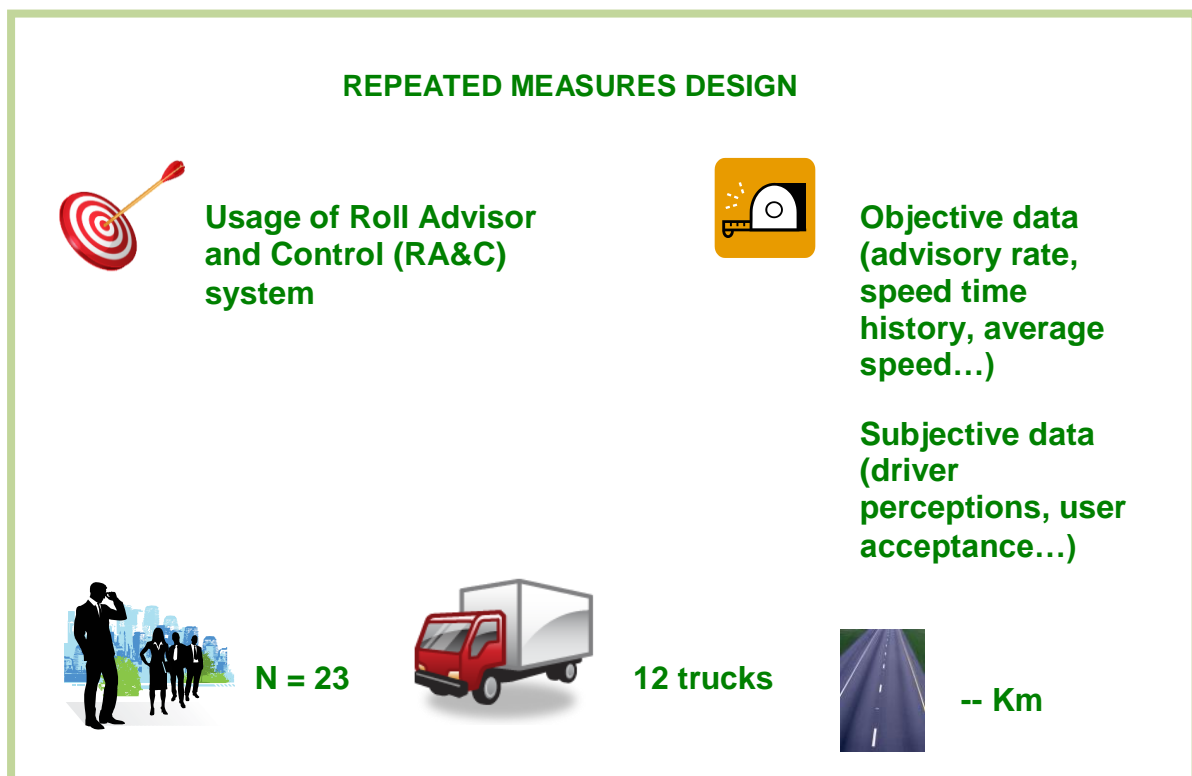 REPEATED MEASURES DESIGN
Usage of Roll Advisor
and Control (RA&C)
system
Objective data
(advisory rate,
speed time
history, average
speed…)
Subjective data
(driver
perceptions, user
acceptance…)
N = 23
12 trucks
-- Km